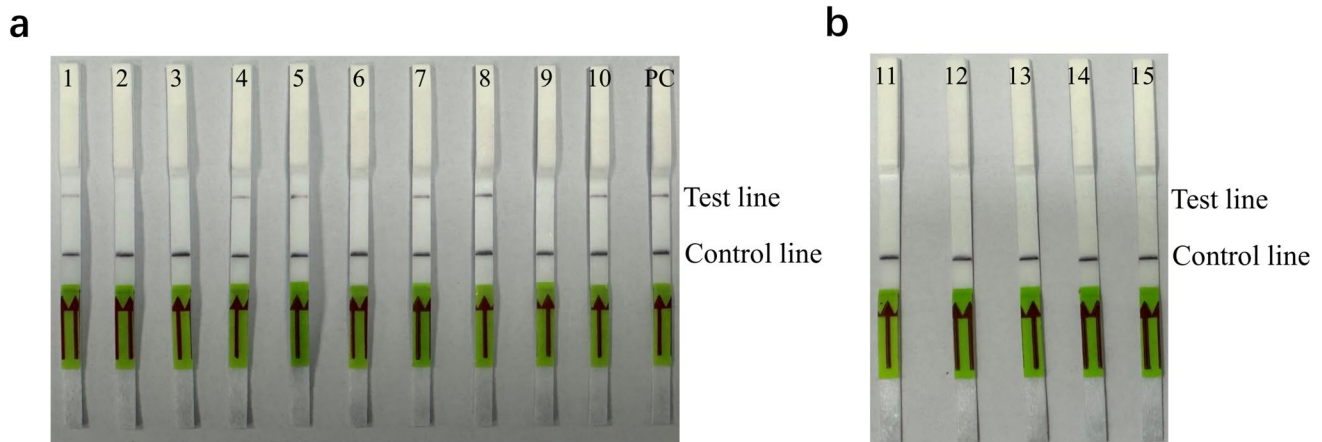 a
1 2 3 4 5 6 7 8 9 10 PC
Test line
Control line
b
11 12 13 14 15
Test line
Control line